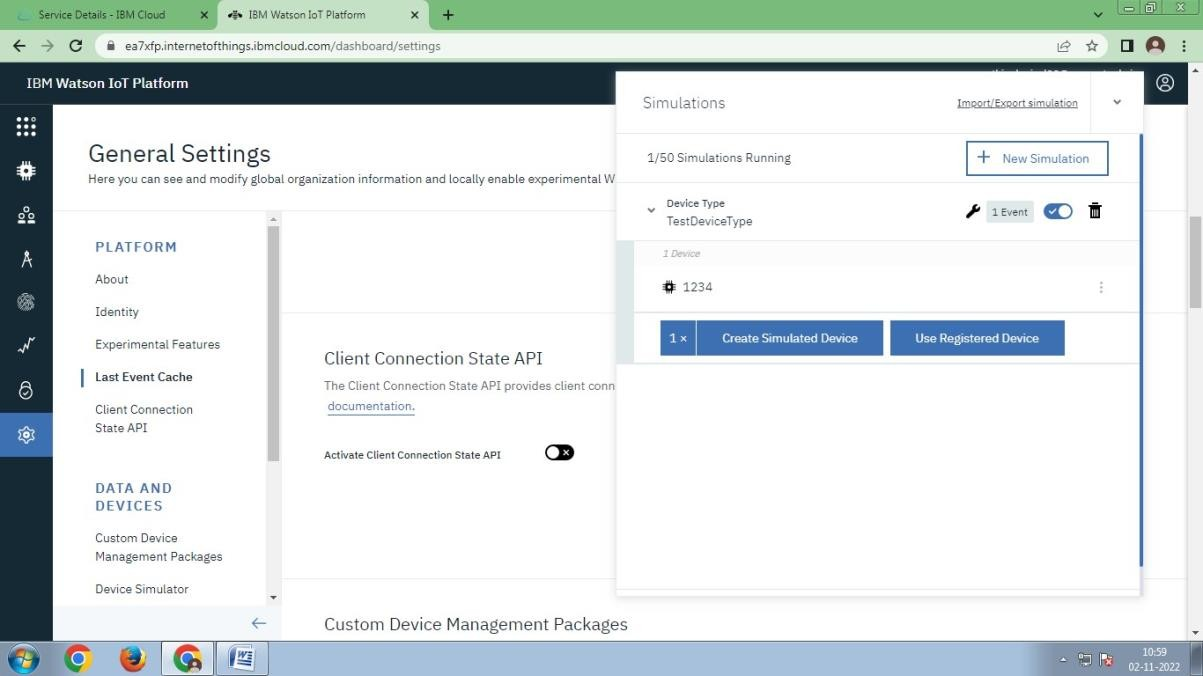 Service Details - IBM Cloud
IBM Watson IoT Platform
ea7xfp.internetofthings.ibmcloud.com/dashboard/settings
IBM Watson IoT Platform
General Settings
Here you can see and modify global organization information and locally enable experimental W
PLATFORM
About
Identity
Experimental Features
Last Event Cache
Client Connection
State API
DATA AND
DEVICES
Custom Device
Management Packages
Device Simulator
Client Connection State API
The Client Connection State API provides client conn
documentation.
Activate Client Connection State API
Custom Device Management Packages
Simulations
Import/Export simulation
1/50 Simulations Running
+ New Simulation
Device Type
TestDeviceType
1 Event
1 Device
1234
1 ×
Create Simulated Device
Use Registered Device
10:59
02-11-2022